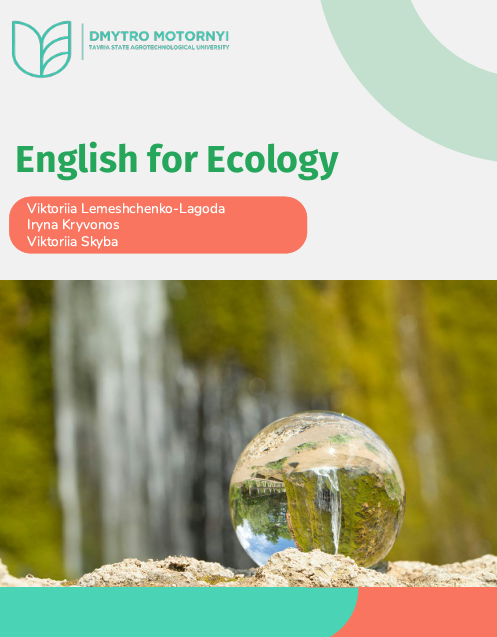 DMYTRO MOTORNYI
TAVRIA STATE AGROTECHNOLOGICAL UNIVERSITY
English for Ecology
Viktoriia Lemeshchenko-Lagoda
Iryna Kryvonos
Viktoriia Skyba